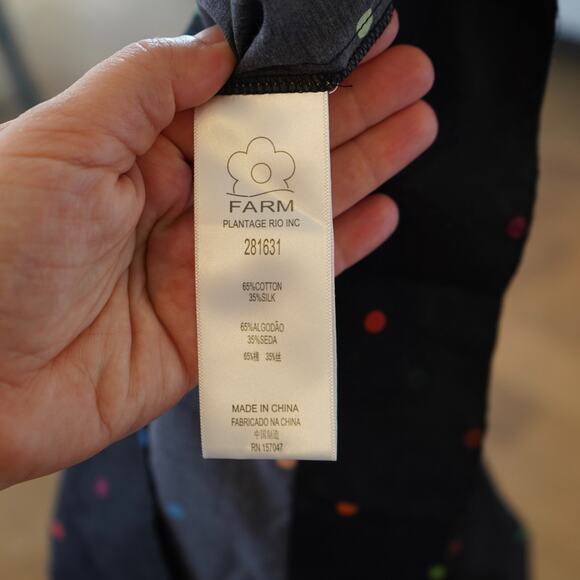 FARM
PLANTAGE RIO INC
281631
65%COTTON
35%SILK
65%ALGODÃO
35%SEDA
65%棉 35%丝
MADE IN CHINA
FABRICADO NA CHINA
中国制造
RN 157047